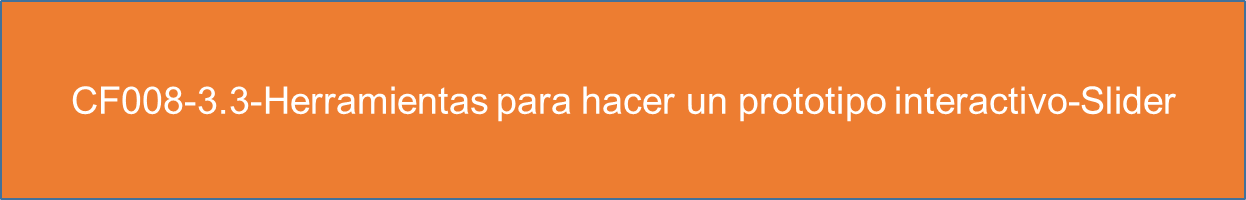 CF008-3.3-Herramientas para hacer un prototipo interactivo-Slider